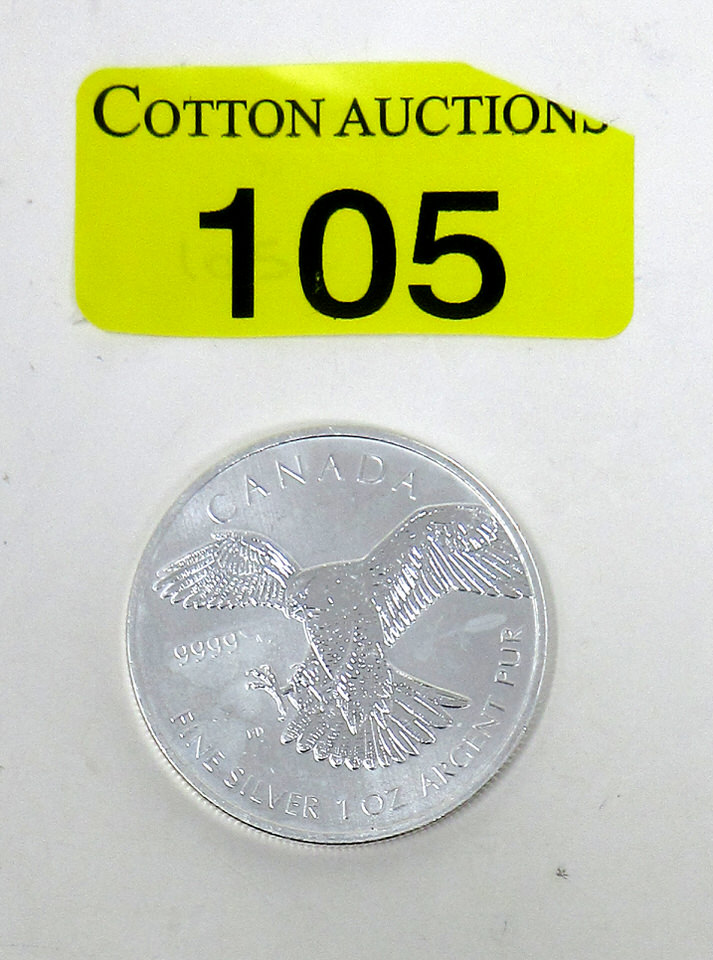 COTTON AUCTIONS
105
CANADA
9999
FINE SILVER 1 OZ ARGENT PUR